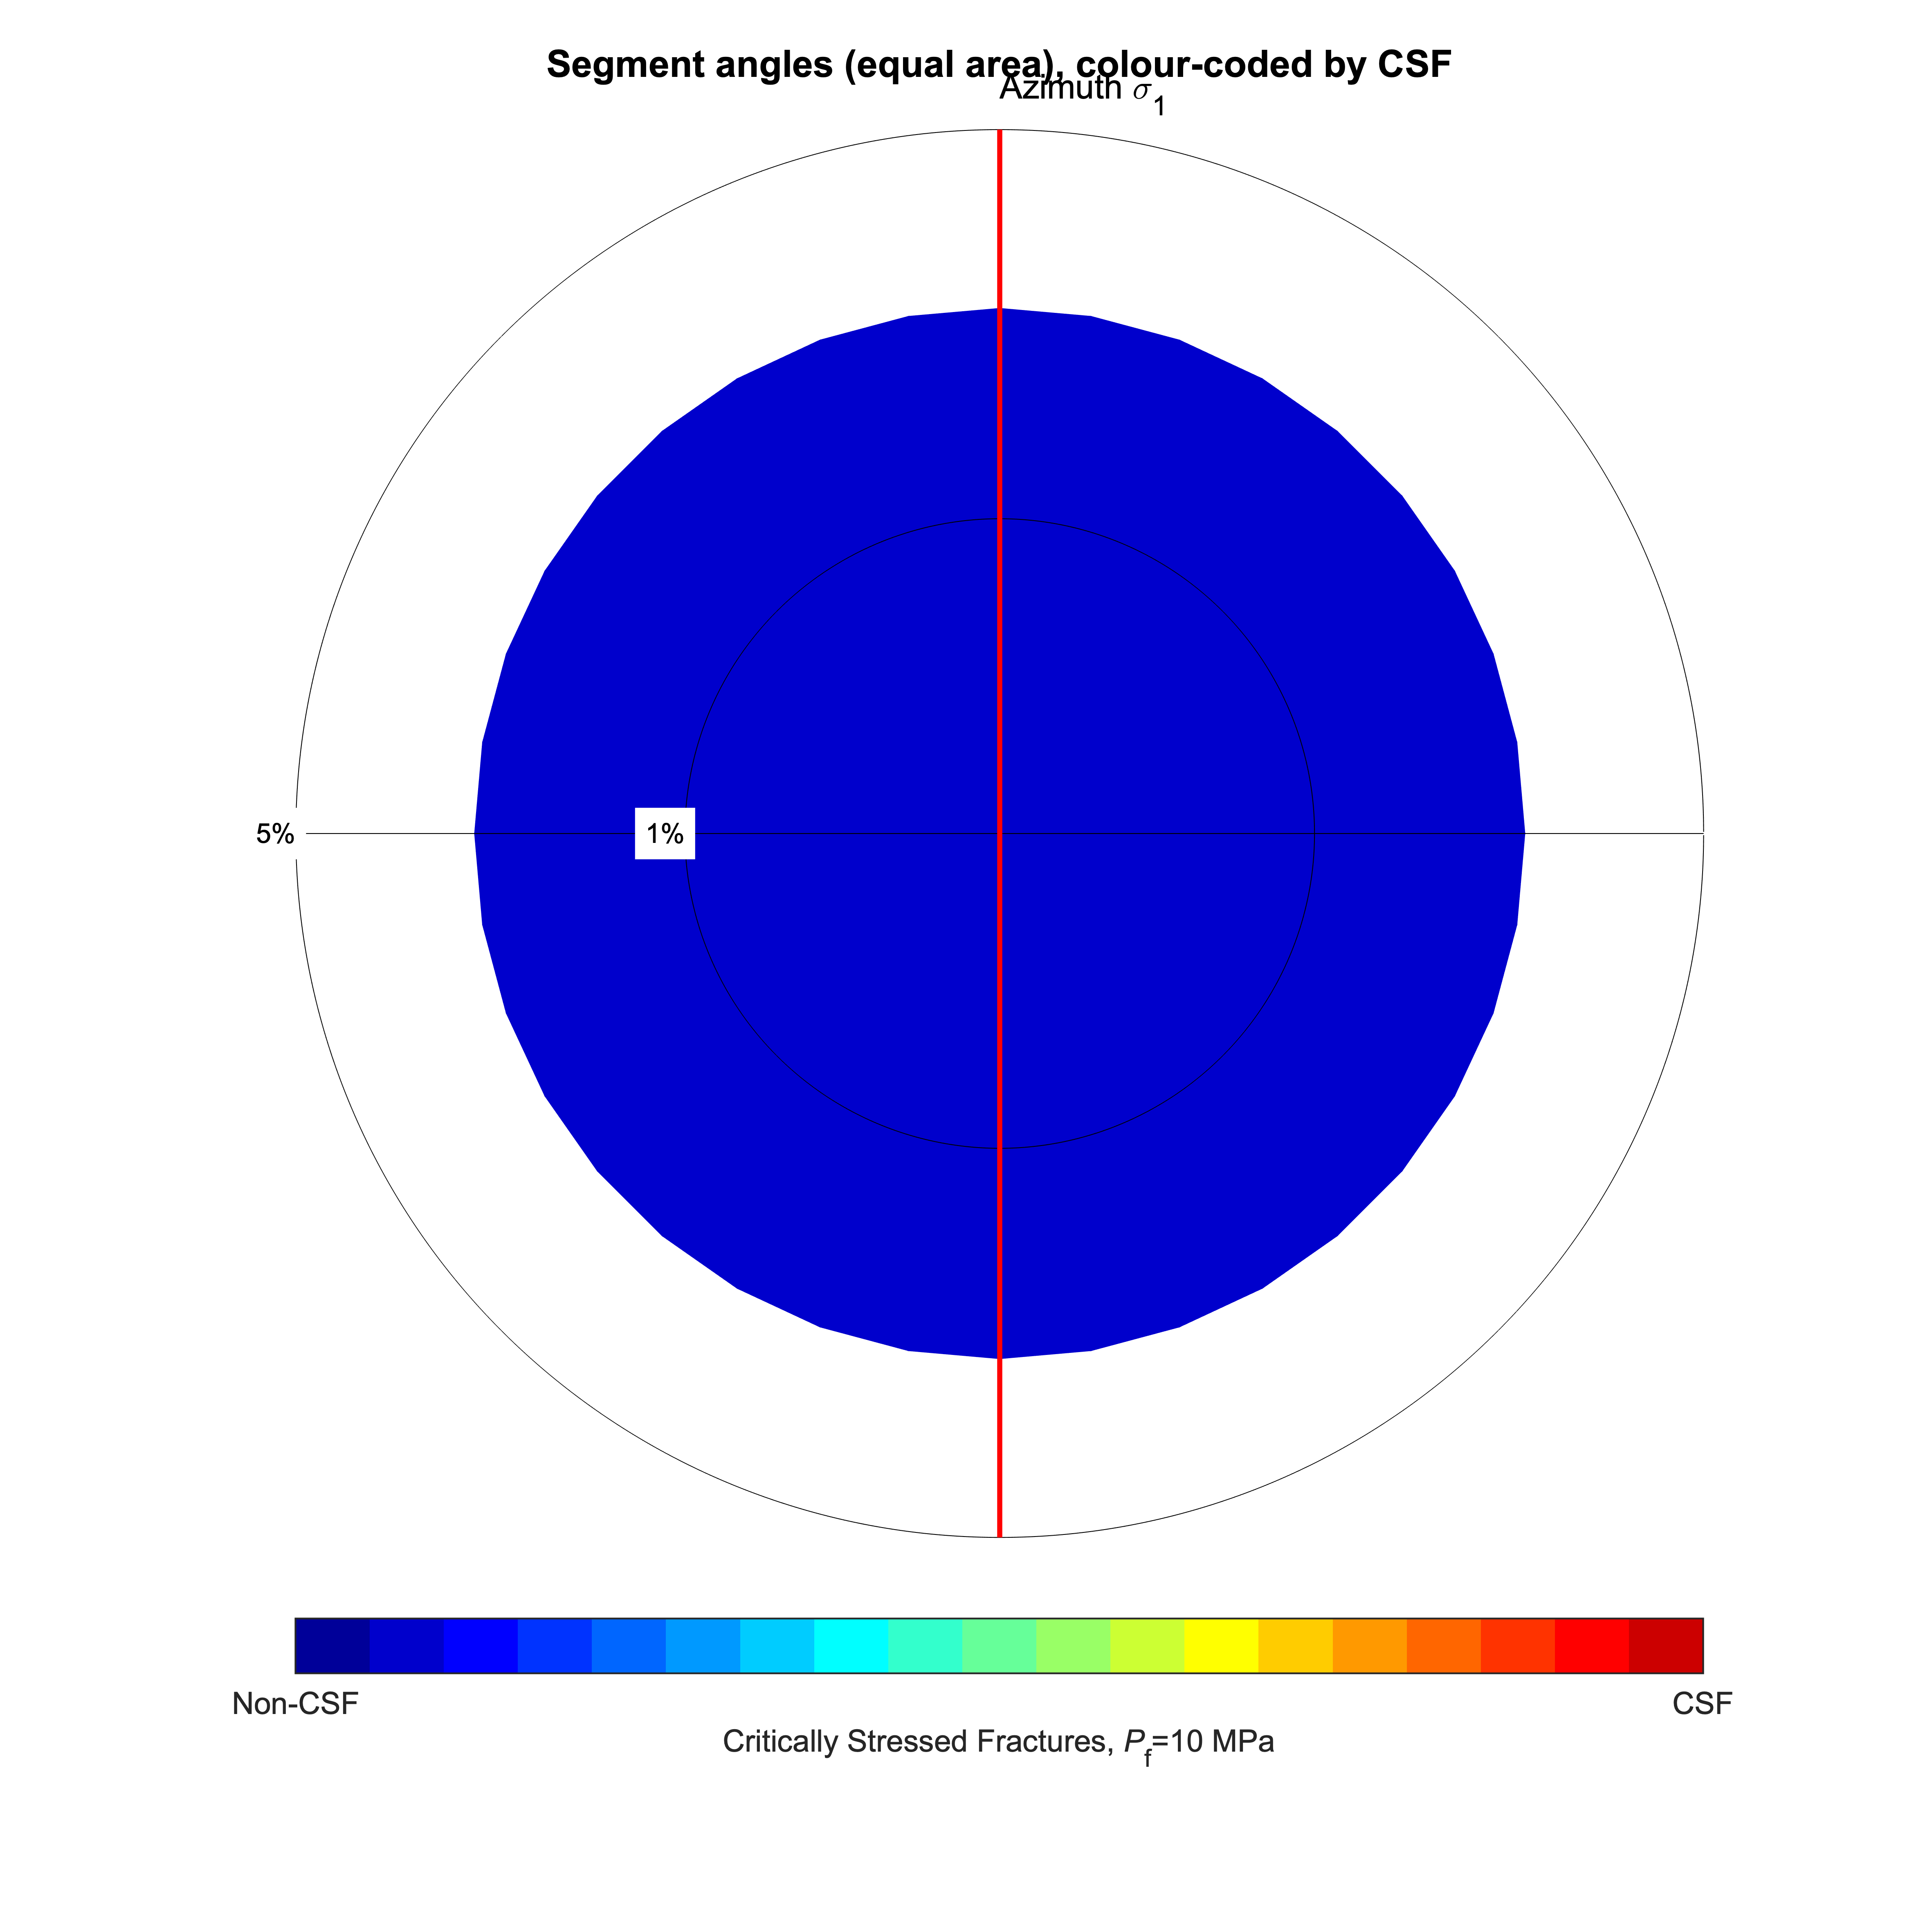 Segment angles (equal area), colour-coded by CSF
Azimuth σ1
5%
1%
Non-CSF
CSF
Critically Stressed Fractures, Pf=10 MPa